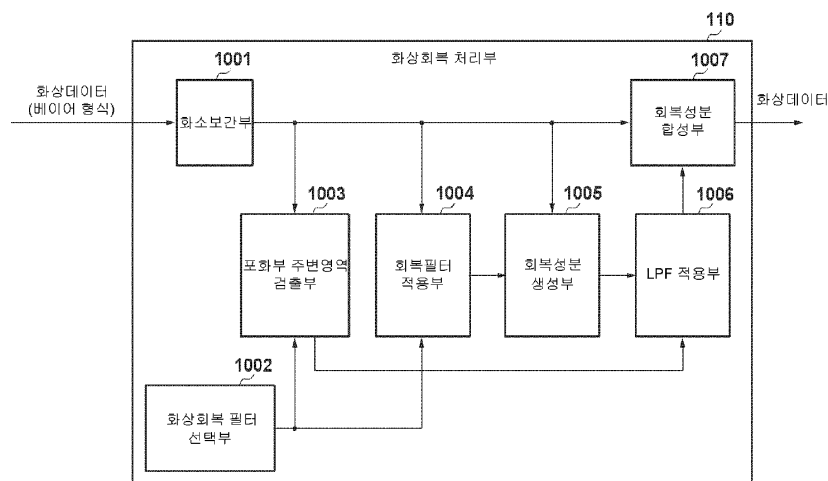 110
화상회복 처리부
1001
1007
화상데이터
(베이어 형식)
화소보간부
회복성분
합성부
화상데이터
1003
1004
1005
1006
포화부 주변영역
검출부
회복필터
적용부
회복성분
생성부
LPF 적용부
1002
화상회복 필터
선택부